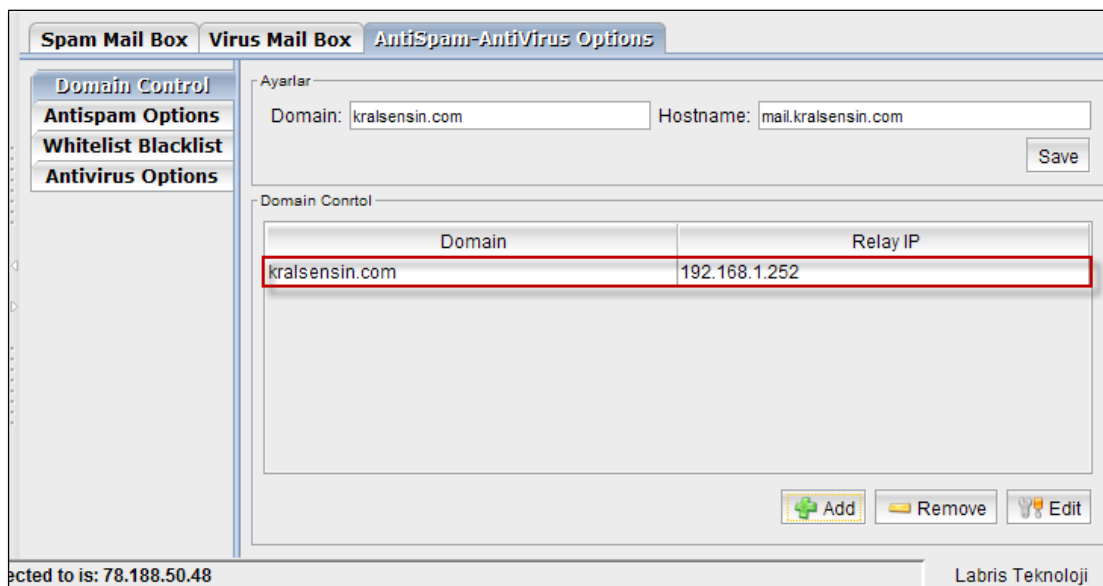 Spam Mail Box Virus Mail Box AntiSpam-AntiVirus Options
Domain Control
Antispam Options
Whitelist Blacklist
Antivirus Options
Ayarlar
Domain: kralsensin.com Hostname: mail.kralsensin.com
Save
Domain Conrtol
Domain Relay IP
kralsensin.com 192.168.1.252
Add Remove Edit
ected to is: 78.188.50.48 Labris Teknoloji